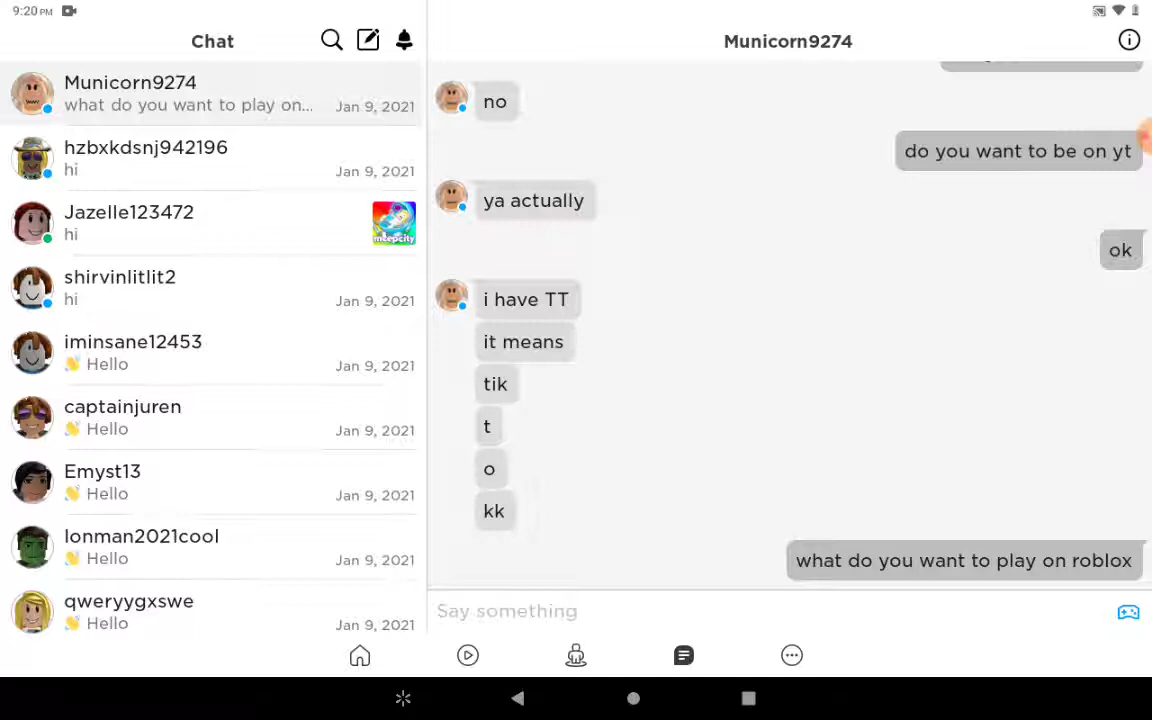 9:20 PM
Chat
Municorn9274
what do you want to play on...
Jan 9, 2021
hzbxkdsnj942196
hi
Jan 9, 2021
Jazelle123472
hi
meepcity
shirvinlitlit2
hi
Jan 9, 2021
iminsane12453
👋 Hello
Jan 9, 2021
captainjuren
👋 Hello
Jan 9, 2021
Emyst13
👋 Hello
Jan 9, 2021
lonman2021cool
👋 Hello
Jan 9, 2021
qweryygxswe
👋 Hello
Jan 9, 2021
Municorn9274
no
do you want to be on yt
ya actually
ok
i have TT
it means
tik
t
o
kk
what do you want to play on roblox
Say something